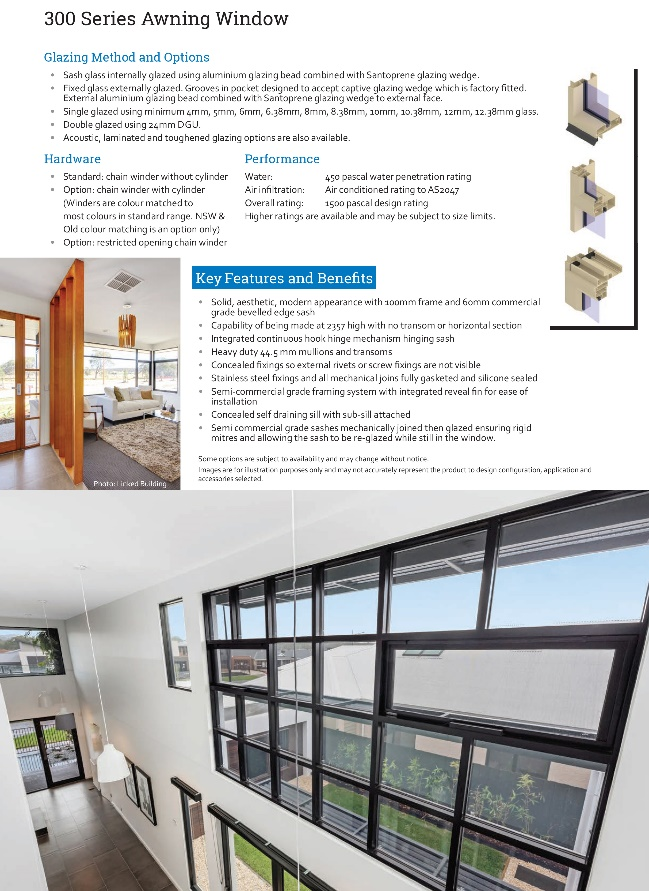 300 Series Awning Window
Glazing Method and Options
• Sash glass internally glazed using aluminium glazing bead combined with Santoprene glazing wedge.
• Fixed glass externally glazed. Grooves in pocket designed to accept captive glazing wedge which is factory fitted.
External aluminium glazing bead combined with Santoprene glazing wedge to external face.
• Single glazed using minimum 4mm, 5mm, 6mm, 6.38mm, 8mm, 8.38mm, 10mm, 10.38mm, 12mm, 12.38mm glass.
• Double glazed using 24mm DGU.
• Acoustic, laminated and toughened glazing options are also available.
Hardware
• Standard: chain winder without cylinder
• Option: chain winder with cylinder
(Winders are colour matched to
most colours in standard range. NSW &
Qld colour matching is an option only)
• Option: restricted opening chain winder
Performance
Water: 450 pascal water penetration rating
Air infiltration: Air conditioned rating to AS2047
Overall rating: 1500 pascal design rating
Higher ratings are available and may be subject to size limits.
Key Features and Benefits
• Solid, aesthetic, modern appearance with 100mm frame and 60mm commercial
grade bevelled edge sash
• Capability of being made at 2357 high with no transom or horizontal section
• Integrated continuous hook hinge mechanism hinging sash
• Heavy duty 44.5 mm mullions and transoms
• Concealed fixings so external rivets or screw fixings are not visible
• Stainless steel fixings and all mechanical joins fully gasketed and silicone sealed
• Semi-commercial grade framing system with integrated reveal fin for ease of
installation
• Concealed self draining sill with sub-sill attached
• Semi commercial grade sashes mechanically joined then glazed ensuring rigid
mitres and allowing the sash to be re-glazed while still in the window.
Some options are subject to availability and may change without notice.
Images are for illustration purposes only and may not accurately represent the product to design configuration, application and
accessories selected.
Photo: Linked Building